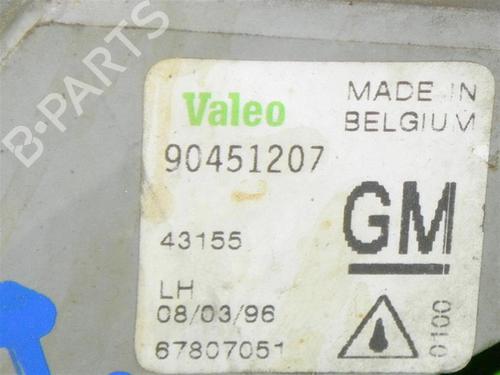 B-PARTS
Valeo
MADE IN
BELGIUM
90451207
43155
GM
LH
08/03/96
67807051
0100